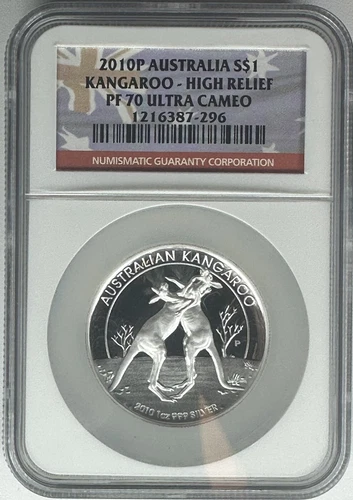 2010P AUSTRALIA S$1
KANGAROO - HIGH RELIEF
PF 70 ULTRA CAMEO
1216387-296
NUMISMATIC GUARANTY CORPORATION
AUSTRALIAN KANGAROO
P
2010 1oz 999 SILVER